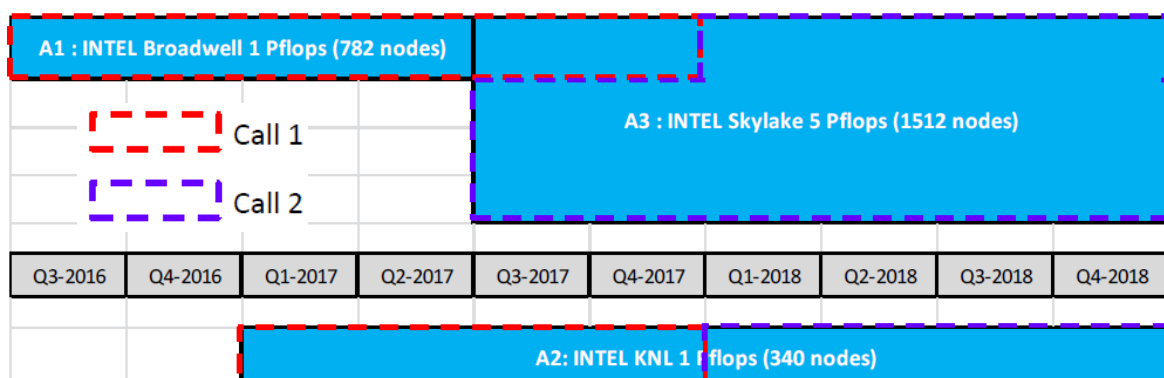 A1 : INTEL Broadwell 1 Pflops (782 nodes)
A3 : INTEL Skylake 5 Pflops (1512 nodes)
Call 1
Call 2
Q3-2016 Q4-2016 Q1-2017 Q2-2017 Q3-2017 Q4-2017 Q1-2018 Q2-2018 Q3-2018 Q4-2018
A2: INTEL KNL 1 Pflops (340 nodes)